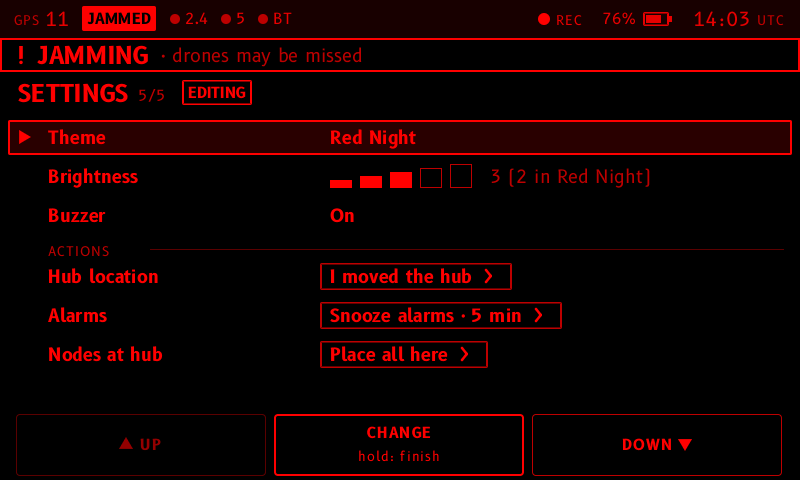 GPS 11 JAMMED 2.4 5 BT REC 76% 14:03 UTC
! JAMMING · drones may be missed
SETTINGS 5/5 EDITING
Theme Red Night
Brightness 3 (2 in Red Night)
Buzzer On
ACTIONS
Hub location I moved the hub >
Alarms Snooze alarms · 5 min >
Nodes at hub Place all here >
▲ UP CHANGE DOWN ▼
hold: finish